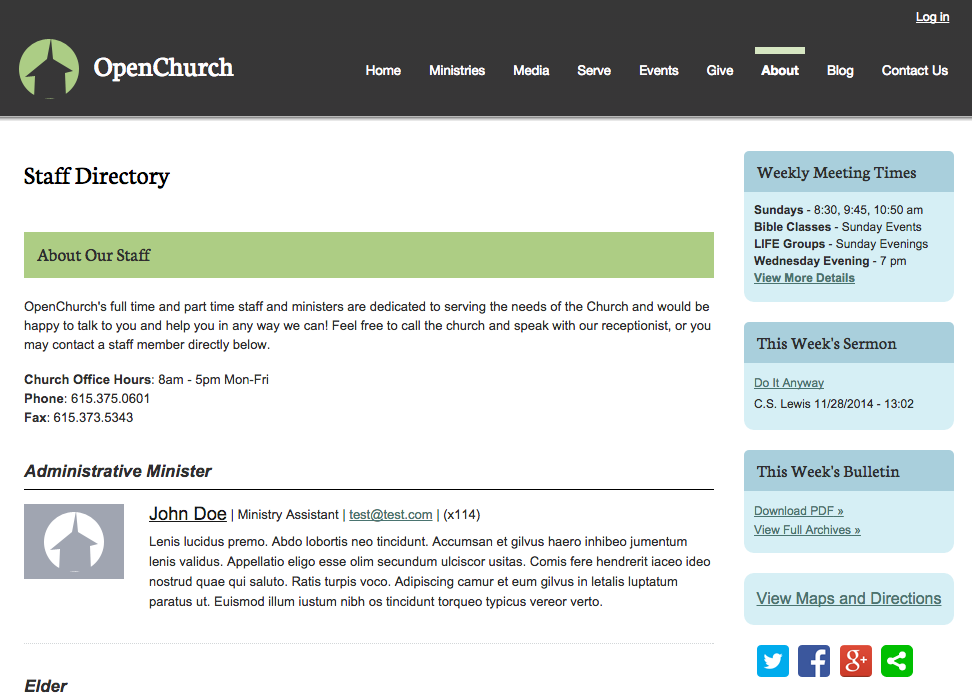 Log in
OpenChurch
Home Ministries Media Serve Events Give About Blog Contact Us
Staff Directory
About Our Staff
OpenChurch's full time and part time staff and ministers are dedicated to serving the needs of the Church and would be
happy to talk to you and help you in any way we can! Feel free to call the church and speak with our receptionist, or you
may contact a staff member directly below.
Church Office Hours: 8am - 5pm Mon-Fri
Phone: 615.375.0601
Fax: 615.373.5343
Administrative Minister
John Doe | Ministry Assistant | test@test.com | (x114)
Lenis lucidus premo. Abdo lobortis neo tincidunt. Accumsan et gilvus haero inhibeo jumentum
lenis validus. Appellatio eligo esse olim secundum ulciscor usitas. Comis fere hendrerit iaceo ideo
nostrud quae qui saluto. Ratis turpis voco. Adipiscing camur et eum gilvus in letalis luptatum
paratus ut. Euismod illum iustum nibh os tincidunt torqueo typicus vereor verto.
Elder
Weekly Meeting Times
Sundays - 8:30, 9:45, 10:50 am
Bible Classes - Sunday Events
LIFE Groups - Sunday Evenings
Wednesday Evening - 7 pm
View More Details
This Week's Sermon
Do It Anyway
C.S. Lewis 11/28/2014 - 13:02
This Week's Bulletin
Download PDF »
View Full Archives »
View Maps and Directions
g+